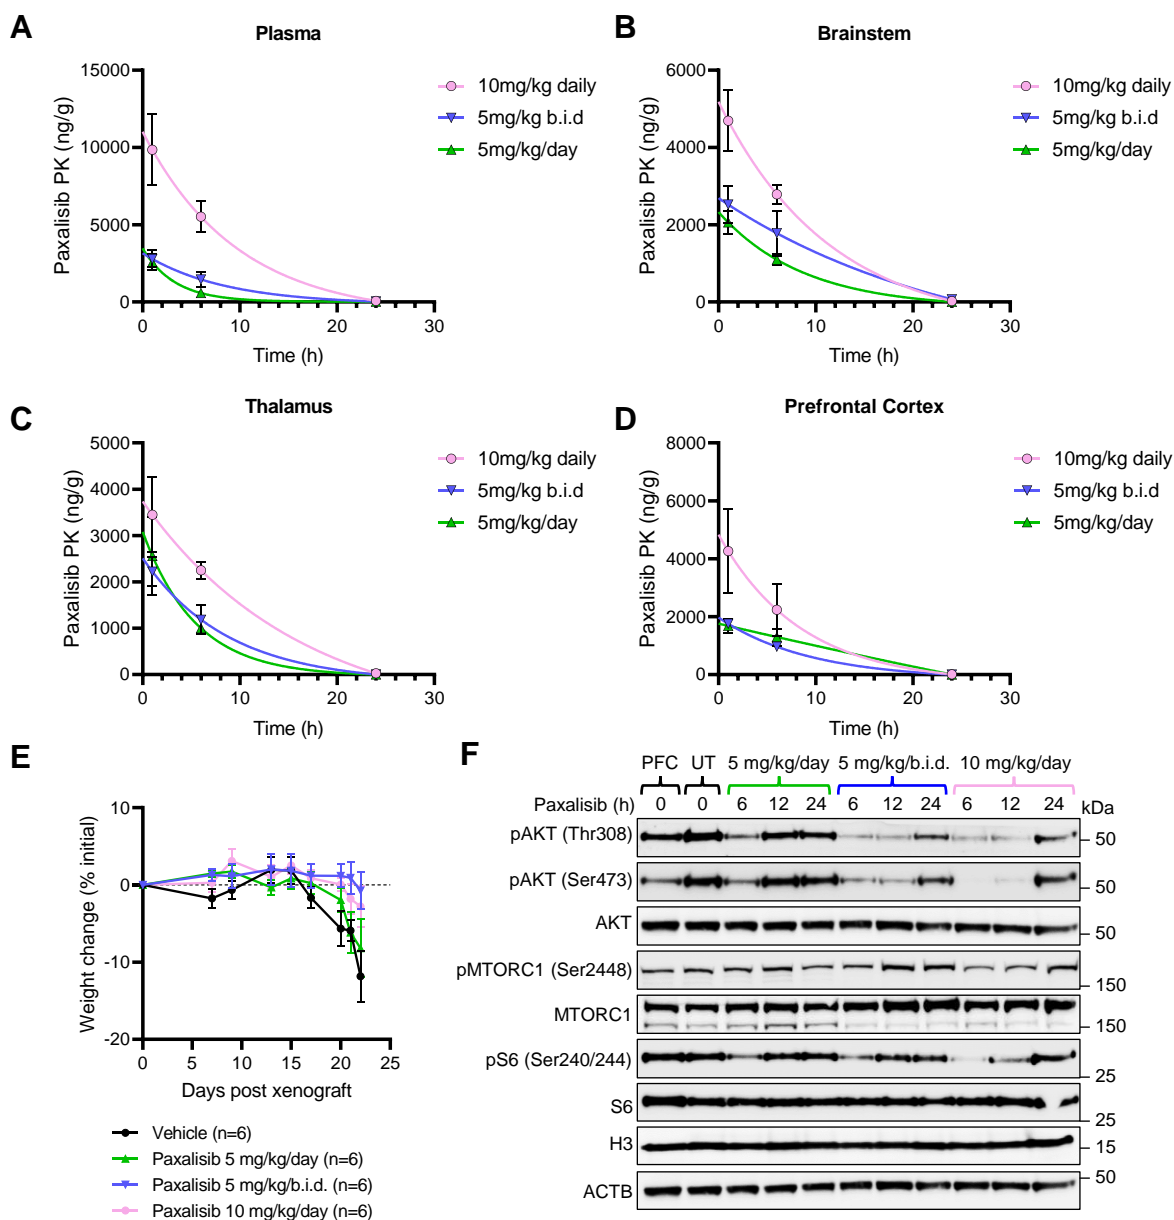 A
Plasma
Paxalisib PK (ng/g)
15000
10000
5000
0
0 10 20 30
Time (h)
10mg/kg daily
5mg/kg b.i.d
5mg/kg/day
B
Brainstem
Paxalisib PK (ng/g)
6000
4000
2000
0
0 10 20 30
Time (h)
10mg/kg daily
5mg/kg b.i.d
5mg/kg/day
C
Thalamus
Paxalisib PK (ng/g)
5000
4000
3000
2000
1000
0
0 10 20 30
Time (h)
10mg/kg daily
5mg/kg b.i.d
5mg/kg/day
D
Prefrontal Cortex
Paxalisib PK (ng/g)
8000
6000
4000
2000
0
0 10 20 30
Time (h)
10mg/kg daily
5mg/kg b.i.d
5mg/kg/day
E
Weight change (% initial)
10
0
-10
-20
0 5 10 15 20 25
Days post xenograft
Vehicle (n=6)
Paxalisib 5 mg/kg/day (n=6)
Paxalisib 5 mg/kg/b.i.d. (n=6)
Paxalisib 10 mg/kg/day (n=6)
F
PFC UT 5 mg/kg/day 5 mg/kg/b.i.d. 10 mg/kg/day
Paxalisib (h) 0 0 6 12 24 6 12 24 6 12 24 kDa
pAKT (Thr308) 50
pAKT (Ser473) 50
AKT 50
pMTORC1 (Ser2448) 150
MTORC1 150
pS6 (Ser240/244) 25
S6 25
H3 15
ACTB 50